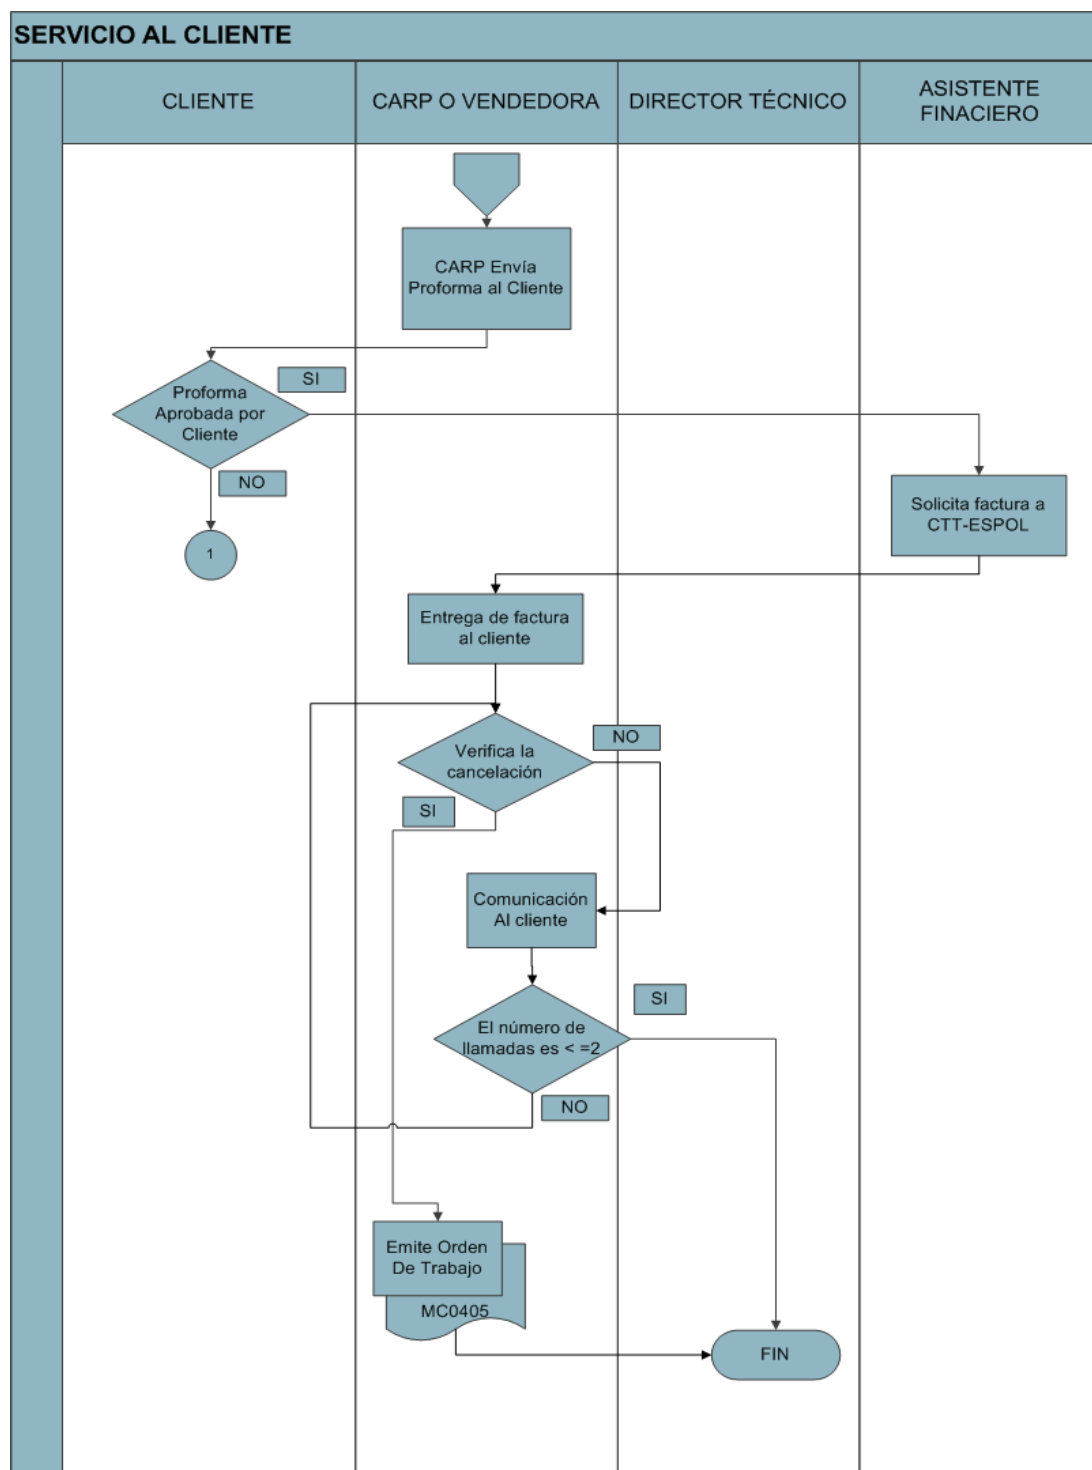 SERVICIO AL CLIENTE
CLIENTE
CARP O VENDEDORA
DIRECTOR TÉCNICO
ASISTENTE
FINACIERO
CARP Envía
Proforma al Cliente
SI
Proforma
Aprobada por
Cliente
NO
1
Solicita factura a
CTT-ESPOL
Entrega de factura
al cliente
NO
Verifica la
cancelación
SI
Comunicación
Al cliente
SI
El número de
llamadas es < =2
NO
Emite Orden
De Trabajo
MC0405
FIN